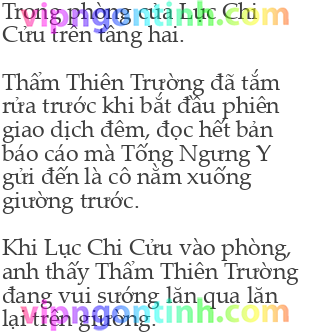 Trong phòng của Lục Chi
Cửu trên tầng hai.

Thẩm Thiên Trường đã tắm
rửa trước khi bắt đầu phiên
giao dịch đêm, đọc hết bản
báo cáo mà Tống Ngưng Y
gửi đến là cô nằm xuống
giường trước.

Khi Lục Chi Cửu vào phòng,
anh thấy Thẩm Thiên Trường
đang vui sướng lăn qua lăn
lại trên giường.
vipngontinh.com
vipngontinh.com